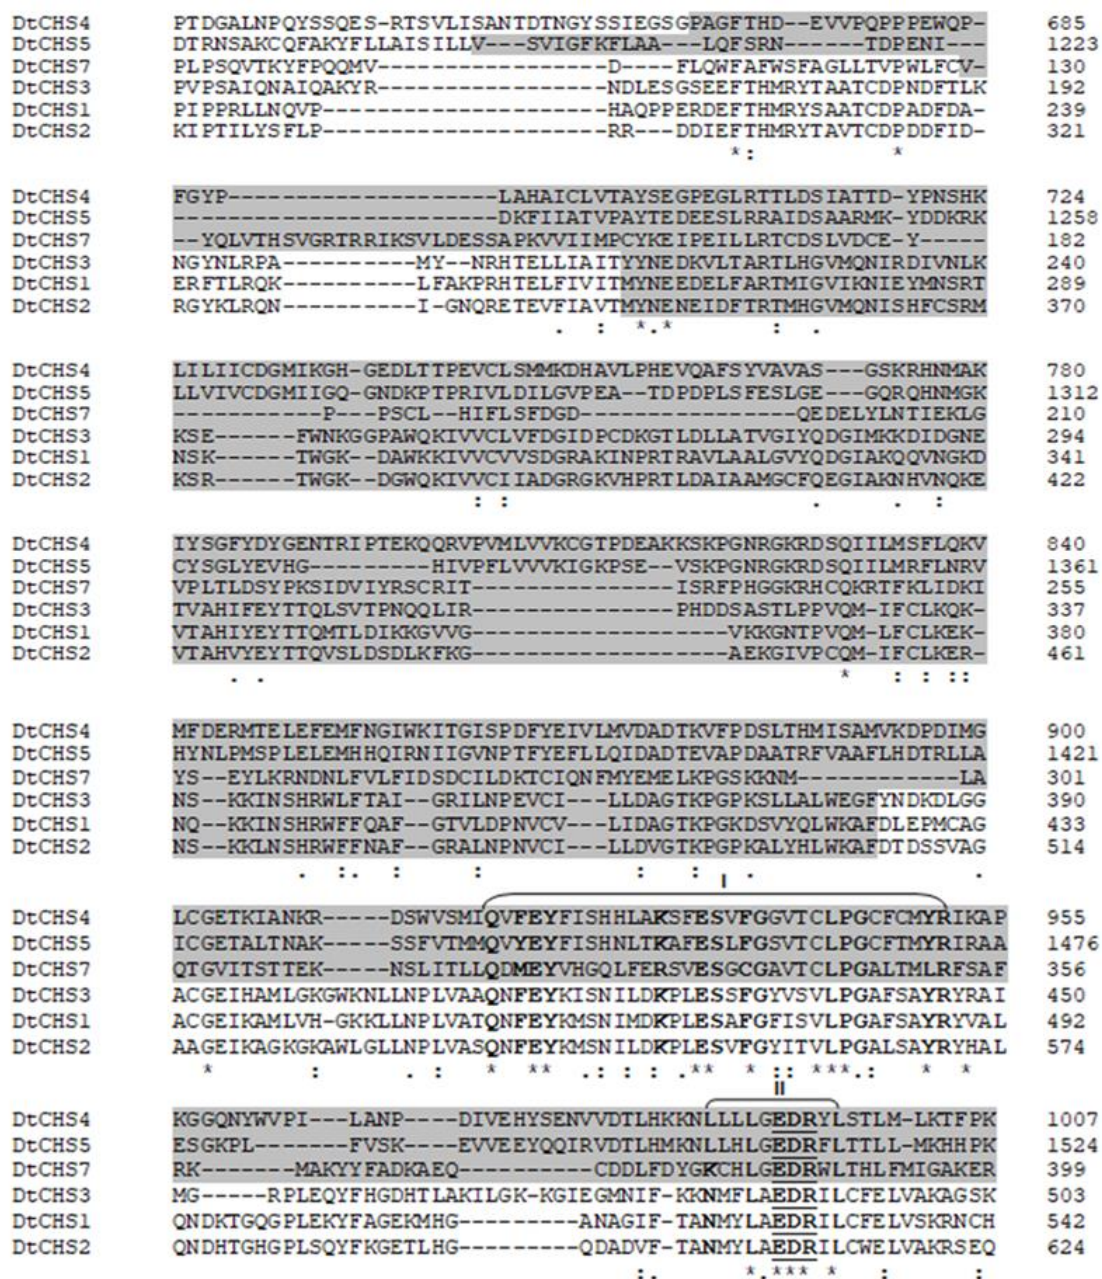 DtCHS4 PTDGALNPQYSSQES-RTSVLISANTDTNGYSSIEGSGPAGFTHD--EVVPQPPPEWQP- 685
DtCHS5 DTRNSAKCQFAKYFLLAISILLV---SVIGFKFLAA---LQFSRN------TDPENI--- 1223
DtCHS7 PLPSQVTKYFPQQMV-----------------D----FLQWFAFWSFAGLLTVPWLFCV- 130
DtCHS3 PVPSAIQNAIQAKYR-----------------NDLESGSEEFTHMRYTAATCDPNDFTLK 192
DtCHS1 PIPPRLLNQVP---------------------HAQPPERDEFTHMRYSAATCDPADFDA- 239
DtCHS2 KIPTILYSFLP---------------------RR---DDIEFTHMRYTAVTCDPDDFID- 321
*: *
DtCHS4 FGYP--------------------LAHAICLVTAYSEGPEGLRTTLDSIATTD-YPNSHK 724
DtCHS5 ------------------------DKFIIATVPAYTEDEESLRRAIDSAARMK-YDDKRK 1258
DtCHS7 --YQLVTHSVGRTRRIKSVLDESSAPKVVIIMPCYKEIPEILLRTCDSLVDCE-Y----- 182
DtCHS3 NGYNLRPA----------MY--NRHTELLIAITYYNEDKVLTARTLHGVMQNIRDIVNLK 240
DtCHS1 ERFTLRQK----------LFAKPRHTELFIVITMYNEEDELFARTMIGVIKNIEYMNSRT 289
DtCHS2 RGYKLRQN----------I-GNQRETEVFIAVTMYNENEIDFTRTMHGVMQNISHFCSRM 370
. : *.* : .
DtCHS4 LILIICDGMIKGH-GEDLTTPEVCLSMMKDHAVLPHEVQAFSYVAVAS---GSKRHNMAK 780
DtCHS5 LLVIVCDGMIIGQ-GNDKPTPRIVLDILGVPEA--TDPDPLSFESLGE---GQRQHNMGK 1312
DtCHS7 -----------P--PSCL--HIFLSFDGD----------------QEDELYLNTIEKLG 210
DtCHS3 KSE------FWNKGGPAWQKIVVCLVFDGIDPCDKGTLDLLATVGIYQDGIMKKDIDGNE 294
DtCHS1 NSK------TWGK--DAWKKIVVCVVSDGRAKINPRTRAVLAALGVYQDGIAKQQVNGKD 341
DtCHS2 KSR------TWGK--DGWQKIVVCIIADGRGKVHPRTLDAIAAMGCFQEGIAKNHVNQKE 422
: : . . :
DtCHS4 IYSGFYDYGENTRIPTEKQQRVPVMLVVKCGTPDEAKKSKPGNRGKRDSQIILMSFLQKV 840
DtCHS5 CYSGLYEVHG---------HIVPFLVVVKIGKPSE--VSKPGNRGKRDSQIILMRFLNRV 1361
DtCHS7 VPLTLDSYPKSIDVIYRSCRIT---------------ISRFPHGGKRHCQKRTFKLIDKI 255
DtCHS3 TVAHIFEYTTQLSVTPNQQLIR---------------PHDDSASTLPPVQM-IFCLKQK- 337
DtCHS1 VTAHIYEYTTQMTLDIKKGVVG-------------------VKKGNTPVQM-LFCLKEK- 380
DtCHS2 VTAHVYEYTTQVSLDSDLKFKG-------------------AEKGIVPCQM-IFCLKER- 461
. . * : : ::
DtCHS4 MFDERMTELEFEMFNGIWKITGISPDFYEIVLMVDADTKVFPDSLTHMISAMVKDPDIMG 900
DtCHS5 HYNLPMSPLELEMHHQIRNIIGVNPTFYEFLLQIDADTEVAPDAATRFVAAFLHDTRLLA 1421
DtCHS7 YS--EYLKRNDNLFVLFIDSDCILDKTCIQNFMYEMELKPGSKKNM------------LA 301
DtCHS3 NS--KKINSHRWLFTAI--GRILNPEVCI---LLDAGTKPGPKSLLALWEGFYNDKDLGG 390
DtCHS1 NQ--KKINSHRWFFQAF--GTVLDPNVCV---LIDAGTKPGKDSVYQLWKAFDLEPMCAG 433
DtCHS2 NS--KKLNSHRWFFNAF--GRALNPNVCI---LLDVGTKPGPKALYHLWKAFDTDSSVAG 514
. :. : : : : . .
I
DtCHS4 LCGETKIANKR-----DSWVSMIQVFEYFISHHLAKSFESVFGGVTCLPGCFCMYRIKAP 955
DtCHS5 ICGETALTNAK-----SSFVTMMQVYEYFISHNLTKAFESLFGSVTCLPGCFTMYRIRAA 1476
DtCHS7 QTGVITSTTEK-----NSLITLLQDMEYVHGQLFERSVESGCGAVTCLPGALTMLRFSAF 356
DtCHS3 ACGEIHAMLGKGWKNLLNPLVAAQNFEYKISNILDKPLESSFGYVSVLPGAFSAYRYRAI 450
DtCHS1 ACGEIKAMLVH-GKKLLNPLVATQNFEYKMSNIMDKPLESAFGFISVLPGAFSAYRYVAL 492
DtCHS2 AAGEIKAGKGKAWLGLLNPLVASQNFEYKMSNILDKPLESVFGYITVLPGALSAYRYHAL 574
* : . : * ** .: : : .** * :: ***.: * *
II
DtCHS4 KGGQNYWVPI---LANP----DIVEHYSENVVDTLHKKNLLLLGEDRYLSTLM-LKTFPK 1007
DtCHS5 ESGKPL-------FVSK----EVVEEYQQIRVDTLHMKNLLHLGEDRFLTTLL-MKHHPK 1524
DtCHS7 RK-------MAKYYFADKAEQ----------CDDLFDYGKCHLGEDRWLTHLFMIGAKER 399
DtCHS3 MG-----RPLEQYFHGDHTLAKILGK-KGIEGMNIF-KKNMFLAEDRILCFELVAKAGSK 503
DtCHS1 QNDKTGQGPLEKYFAGEKMHG---------ANAGIF-TANMYLAEDRILCFELVSKRNCH 542
DtCHS2 QNDHTGHGPLSQYFKGETLHG---------QDADVF-TANMYLAEDRILCWELVAKRSEQ 624
:. *.*** * : :